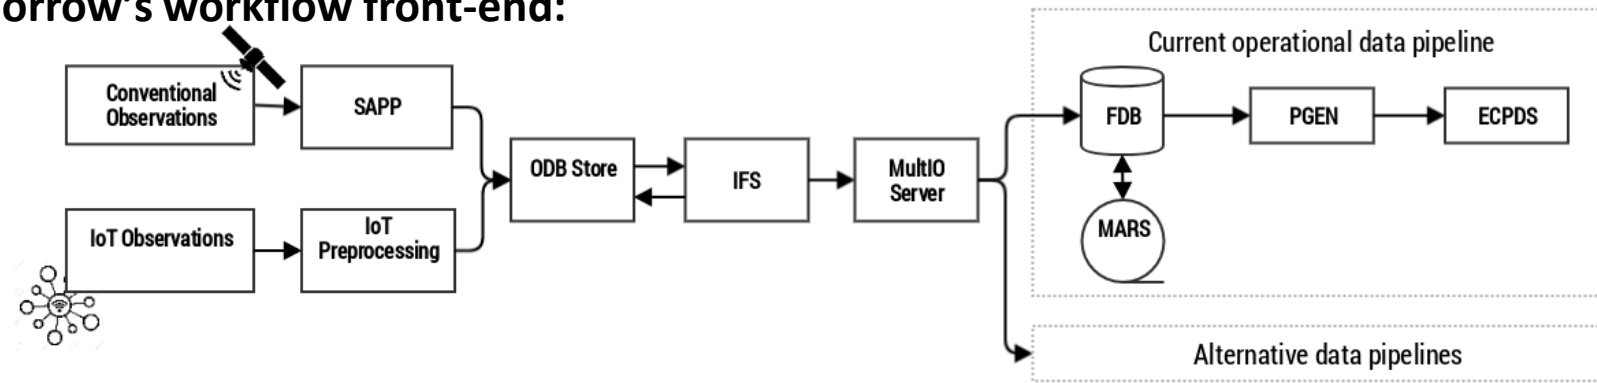 orrow's workflow front-end:
Current operational data pipeline
Conventional
Observations
SAPP
FDB
PGEN
ECPDS
ODB Store
IFS
MultIO
Server
IoT Observations
IoT
Preprocessing
MARS
Alternative data pipelines